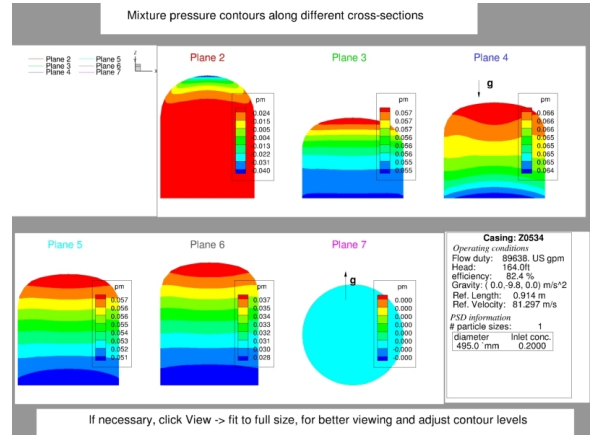 Mixture pressure contours along different cross-sections
Plane 2 Plane 5
Plane 3 Plane 6
Plane 4 Plane 7
z
x
Plane 2
pm
0.024
0.015
0.005
0.004
0.013
0.022
0.031
0.040
Plane 3
pm
0.057
0.057
0.057
0.056
0.056
0.055
0.055
0.055
Plane 4
g
pm
0.066
0.066
0.065
0.065
0.065
0.065
0.064
Plane 5
pm
0.057
0.056
0.055
0.054
0.053
0.052
0.051
Plane 6
pm
0.037
0.035
0.034
0.033
0.031
0.030
0.028
Plane 7
g
pm
0.000
0.000
0.000
0.000
-0.000
-0.000
-0.000
Casing: Z0534
Operating conditions
Flow duty: 89638. US gpm
Head: 164.0ft
efficiency: 82.4 %
Gravity: ( 0.0,-9.8, 0.0) m/s^2
Ref. Length: 0.914 m
Ref. Velocity: 81.297 m/s
PSD information
# particle sizes: 1
diameter Inlet conc.
495.0 `mm 0.2000
If necessary, click View -> fit to full size, for better viewing and adjust contour levels